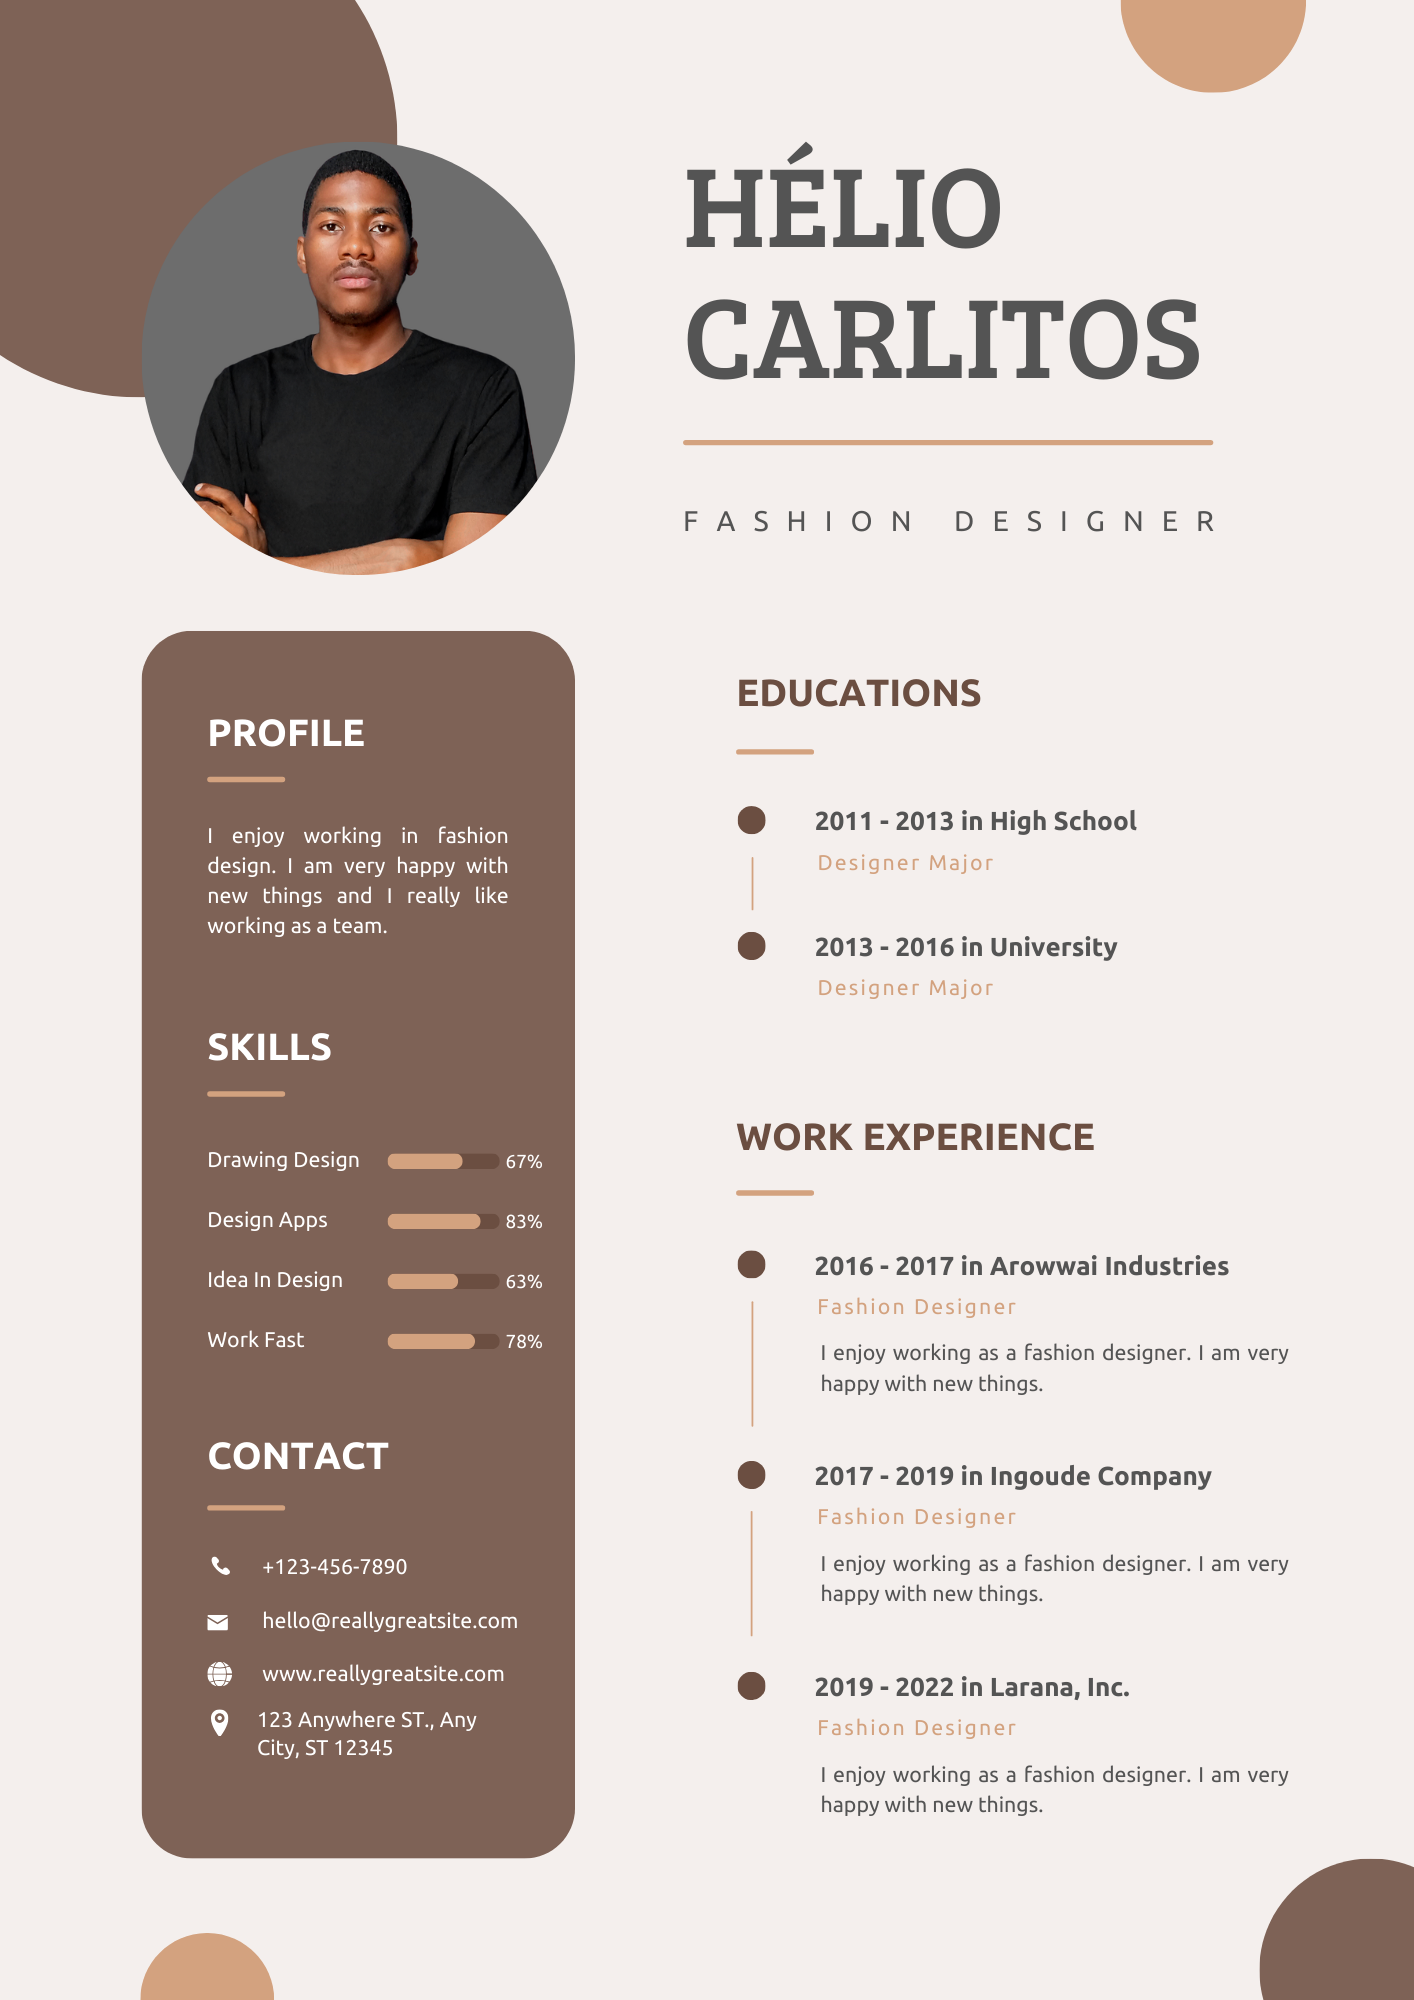 HÉLIO
CARLITOS
FASHION DESIGNER
PROFILE
I enjoy working in fashion
design. I am very happy with
new things and I really like
working as a team.
SKILLS
Drawing Design 67%
Design Apps 83%
Idea In Design 63%
Work Fast 78%
CONTACT
+123-456-7890
hello@reallygreatsite.com
www.reallygreatsite.com
123 Anywhere ST., Any
City, ST 12345
EDUCATIONS
2011 - 2013 in High School
Designer Major
2013 - 2016 in University
Designer Major
WORK EXPERIENCE
2016 - 2017 in Arowwai Industries
Fashion Designer
I enjoy working as a fashion designer. I am very
happy with new things.
2017 - 2019 in Ingoude Company
Fashion Designer
I enjoy working as a fashion designer. I am very
happy with new things.
2019 - 2022 in Larana, Inc.
Fashion Designer
I enjoy working as a fashion designer. I am very
happy with new things.